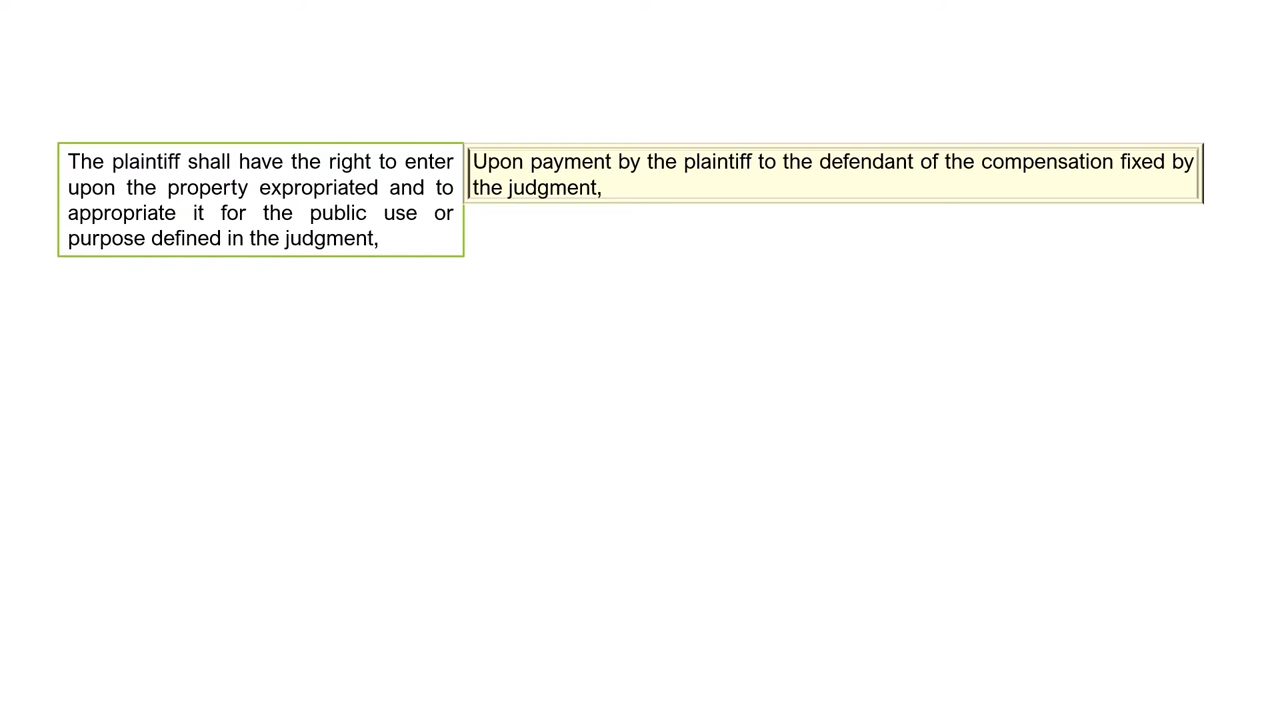 The plaintiff shall have the right to enter
upon the property expropriated and to
appropriate it for the public use or
purpose defined in the judgment,
Upon payment by the plaintiff to the defendant of the compensation fixed by
the judgment,